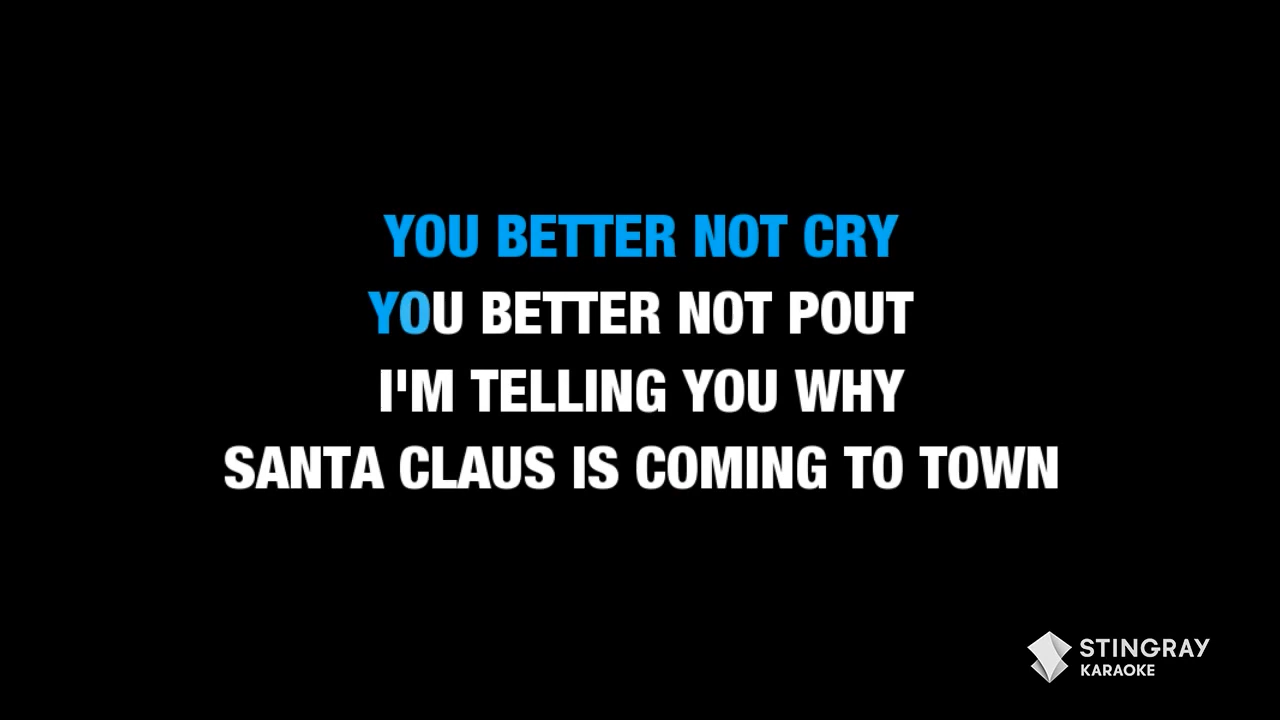 YOU BETTER NOT CRY
YOU BETTER NOT POUT
I'M TELLING YOU WHY
SANTA CLAUS IS COMING TO TOWN
STINGRAY
KARAOKE